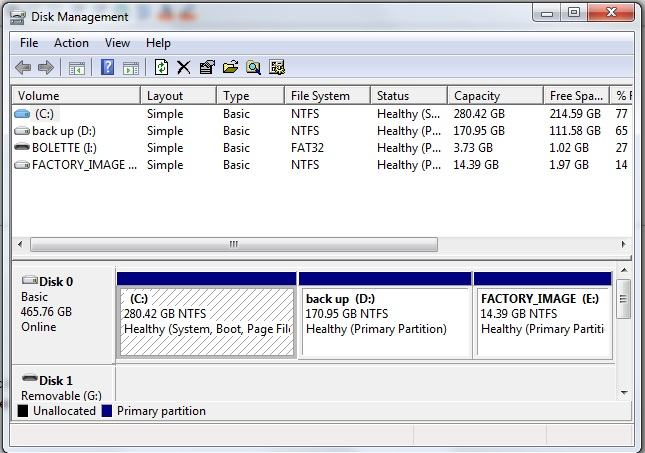 Disk Management
File Action View Help
Volume Layout Type File System Status Capacity Free Spa... % F
(C:) Simple Basic NTFS Healthy (S... 280.42 GB 214.59 GB 77
back up (D:) Simple Basic NTFS Healthy (P... 170.95 GB 111.58 GB 65
BOLETTE (I:) Simple Basic FAT32 Healthy (P... 3.73 GB 1.02 GB 27
FACTORY_IMAGE ... Simple Basic NTFS Healthy (P... 14.39 GB 1.97 GB 14
Disk 0
Basic
465.76 GB
Online
(C:)
280.42 GB NTFS
Healthy (System, Boot, Page File
back up (D:)
170.95 GB NTFS
Healthy (Primary Partition)
FACTORY_IMAGE (E:)
14.39 GB NTFS
Healthy (Primary Partiti
Disk 1
Removable (G:)
Unallocated Primary partition